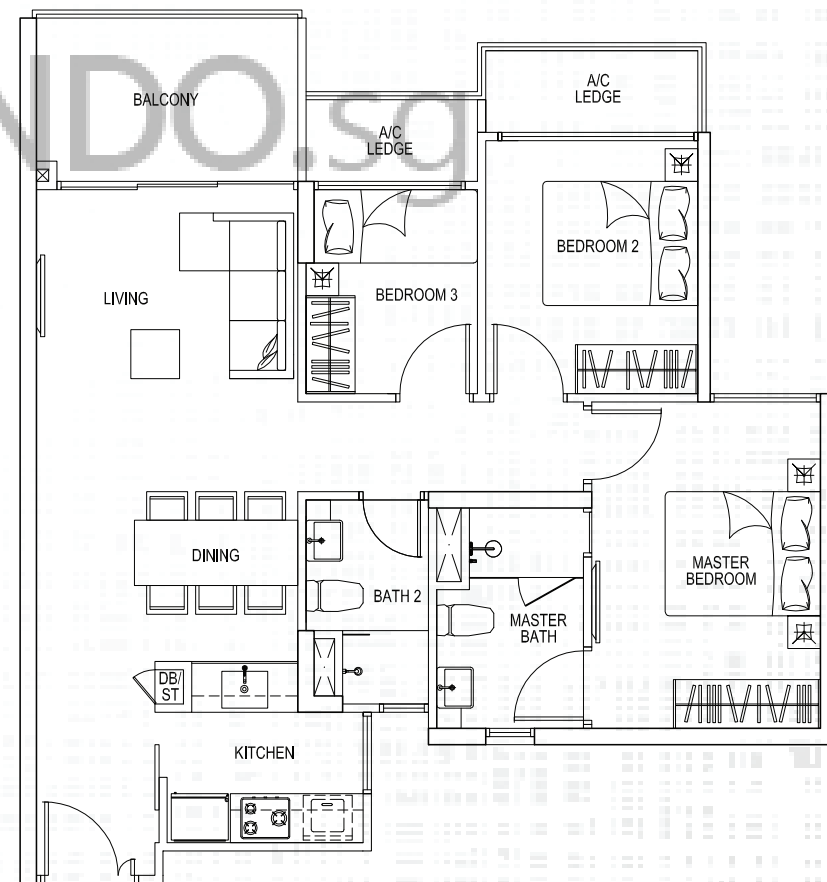 NDO.sg
BALCONY
A/C
LEDGE
A/C
LEDGE
BEDROOM 2
BEDROOM 3
LIVING
DINING
BATH 2
MASTER
BEDROOM
MASTER
BATH
DB/
ST
KITCHEN